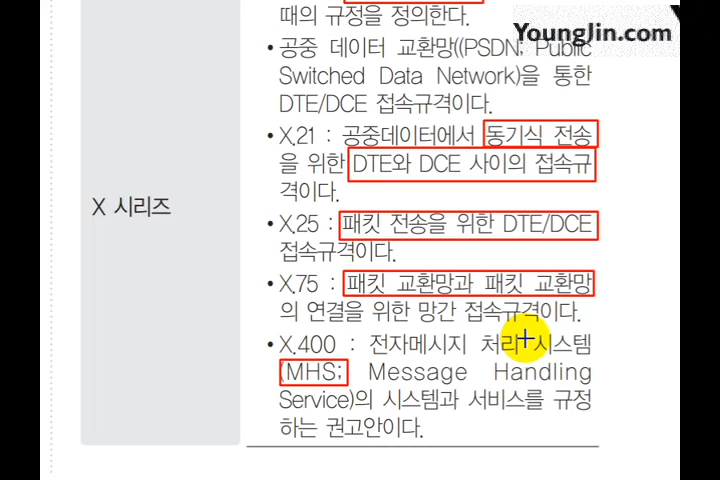 때의 규정을 정의한다.
YoungJin.com
• 공중 데이터 교환망((PSDN; Public
Switched Data Network)을 통한
DTE/DCE 접속규격이다.
• X.21 : 공중데이터에서 동기식 전송
을 위한 DTE와 DCE 사이의 접속규
격이다.
X 시리즈
• X.25 : 패킷 전송을 위한 DTE/DCE
접속규격이다.
• X.75 : 패킷 교환망과 패킷 교환망
의 연결을 위한 망간 접속규격이다.
• X.400 : 전자메시지 처리 시스템
(MHS; Message Handling
Service)의 시스템과 서비스를 규정
하는 권고안이다.